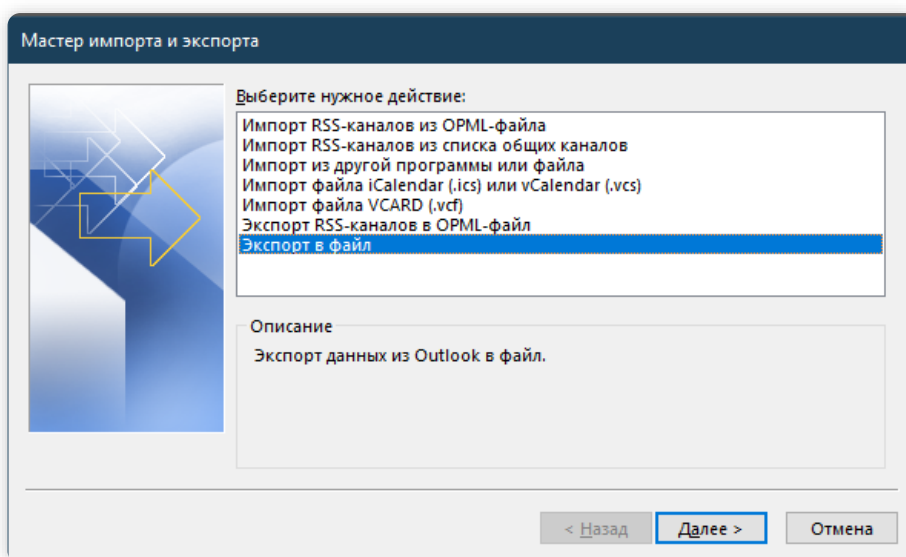 Мастер импорта и экспорта
Выберите нужное действие:
Импорт RSS-каналов из OPML-файла
Импорт RSS-каналов из списка общих каналов
Импорт из другой программы или файла
Импорт файла iCalendar (.ics) или vCalendar (.vcs)
Импорт файла VCARD (.vcf)
Экспорт RSS-каналов в OPML-файл
Экспорт в файл
Описание
Экспорт данных из Outlook в файл.
< Назад Далее > Отмена